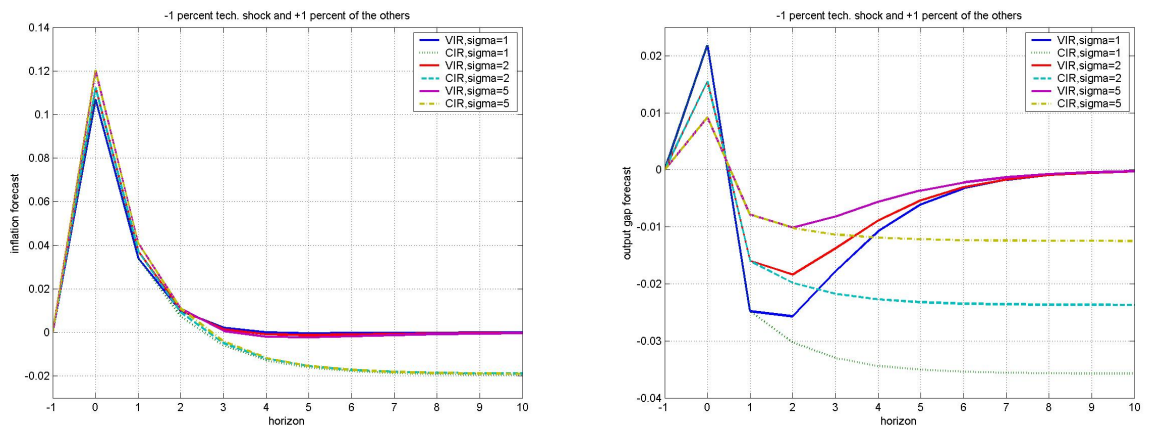 -1 percent tech. shock and +1 percent of the others
0.14
0.12
0.1
0.08
0.06
0.04
0.02
0
-0.02
inflation forecast
VIR,sigma=1
CIR,sigma=1
VIR,sigma=2
CIR,sigma=2
VIR,sigma=5
CIR,sigma=5
-1 0 1 2 3 4 5 6 7 8 9 10
horizon
-1 percent tech. shock and +1 percent of the others
0.02
0.01
0
-0.01
-0.02
-0.03
-0.04
output gap forecast
VIR,sigma=1
CIR,sigma=1
VIR,sigma=2
CIR,sigma=2
VIR,sigma=5
CIR,sigma=5
-1 0 1 2 3 4 5 6 7 8 9 10
horizon